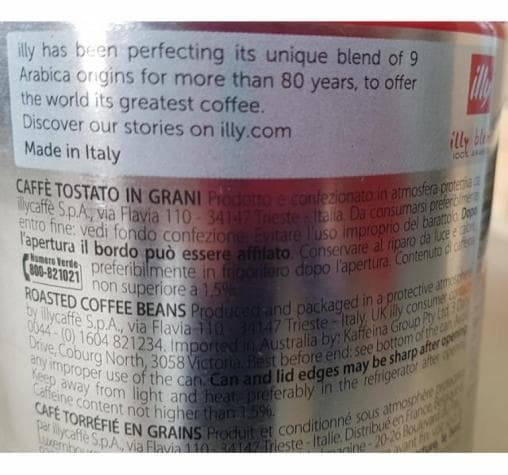 illy has been perfecting its unique blend of 9
Arabica origins for more than 80 years, to offer
the world its greatest coffee.
Discover our stories on illy.com
Made in Italy
illy
illy
CAFFÈ TOSTATO IN GRANI Prodotto e confezionato in atmosfera protettiva da
illycaffè S.p.A., via Flavia 110 - 34147 Trieste - Italia. Da consumarsi preferibilmente
entro fine: vedi fondo confezione. Evitare l'uso improprio del barattolo. Dopo
l'apertura il bordo può essere affilato. Conservare al riparo da luce e calore,
preferibilmente in frigorifero dopo l'apertura. Contenuto di caffeina
non superiore a 1,5%.
Numero Verde
800-821021
ROASTED COFFEE BEANS Produced and packaged in a protective atmosphere
by illycaffè S.p.A., via Flavia 110 - 34147 Trieste - Italy. UK illy consumer
0044 - (0) 1604 821234. Imported in Australia by: Kaffeina Group Pty Ltd,
Drive, Coburg North, 3058 Victoria. Best before end: see bottom of the can. Avoid
any improper use of the can. Can and lid edges may be sharp after opening.
Keep away from light and heat, preferably in the refrigerator after opening.
Caffeine content not higher than 1.5%.
CAFÉ TORRÉFIÉ EN GRAINS Produit et conditionné sous atmosphère
par illycaffè S.p.A., via Flavia 110 - 34147 Trieste - Italie. Distribué en France,
Luxembourg 20-26 Boulevard